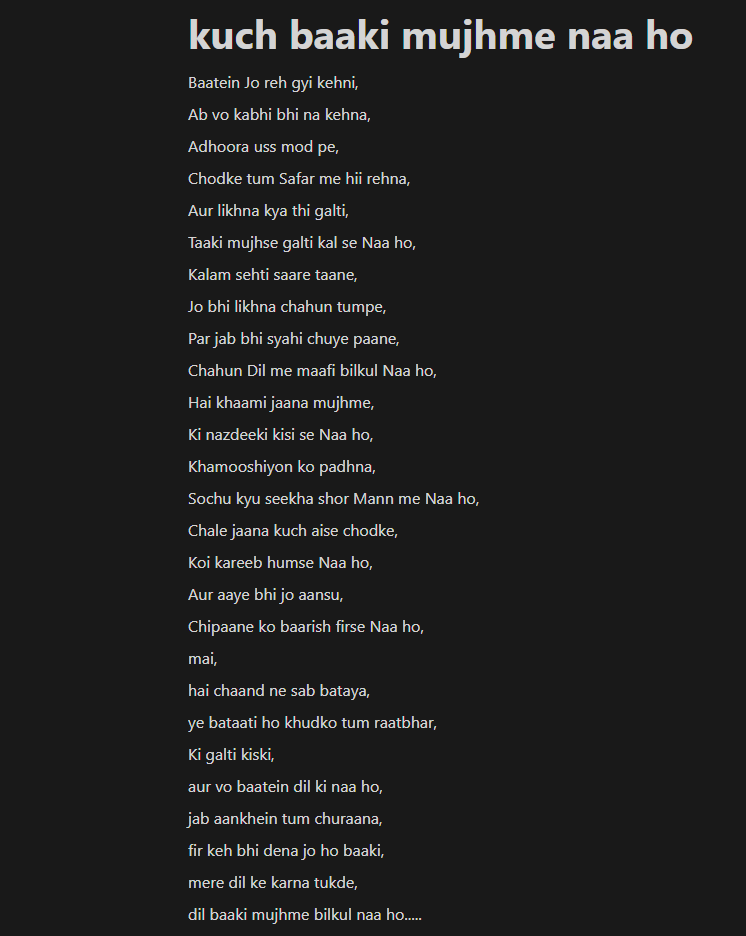 kuch baaki mujhme naa ho
Baatein Jo reh gyi kehni,
Ab vo kabhi bhi na kehna,
Adhoora uss mod pe,
Chodke tum Safar me hii rehna,
Aur likhna kya thi galti,
Taaki mujhse galti kal se Naa ho,
Kalam sehti saare taane,
Jo bhi likhna chahun tumpe,
Par jab bhi syahi chuye paane,
Chahun Dil me maafi bilkul Naa ho,
Hai khaami jaana mujhme,
Ki nazdeeki kisi se Naa ho,
Khamooshiyon ko padhna,
Sochu kyu seekha shor Mann me Naa ho,
Chale jaana kuch aise chodke,
Koi kareeb humse Naa ho,
Aur aaye bhi jo aansu,
Chipaane ko baarish firse Naa ho,
mai,
hai chaand ne sab bataya,
ye bataati ho khudko tum raatbhar,
Ki galti kiski,
aur vo baatein dil ki naa ho,
jab aankhein tum churaana,
fir keh bhi dena jo ho baaki,
mere dil ke karna tukde,
dil baaki mujhme bilkul naa ho.....